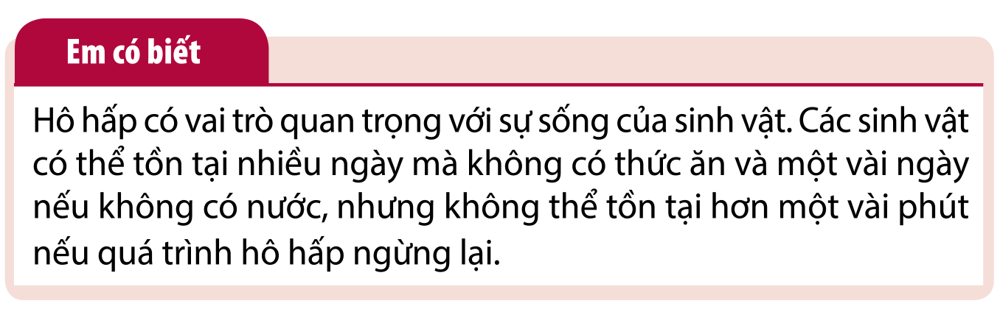 Em có biết
Hô hấp có vai trò quan trọng với sự sống của sinh vật. Các sinh vật
có thể tồn tại nhiều ngày mà không có thức ăn và một vài ngày
nếu không có nước, nhưng không thể tồn tại hơn một vài phút
nếu quá trình hô hấp ngừng lại.